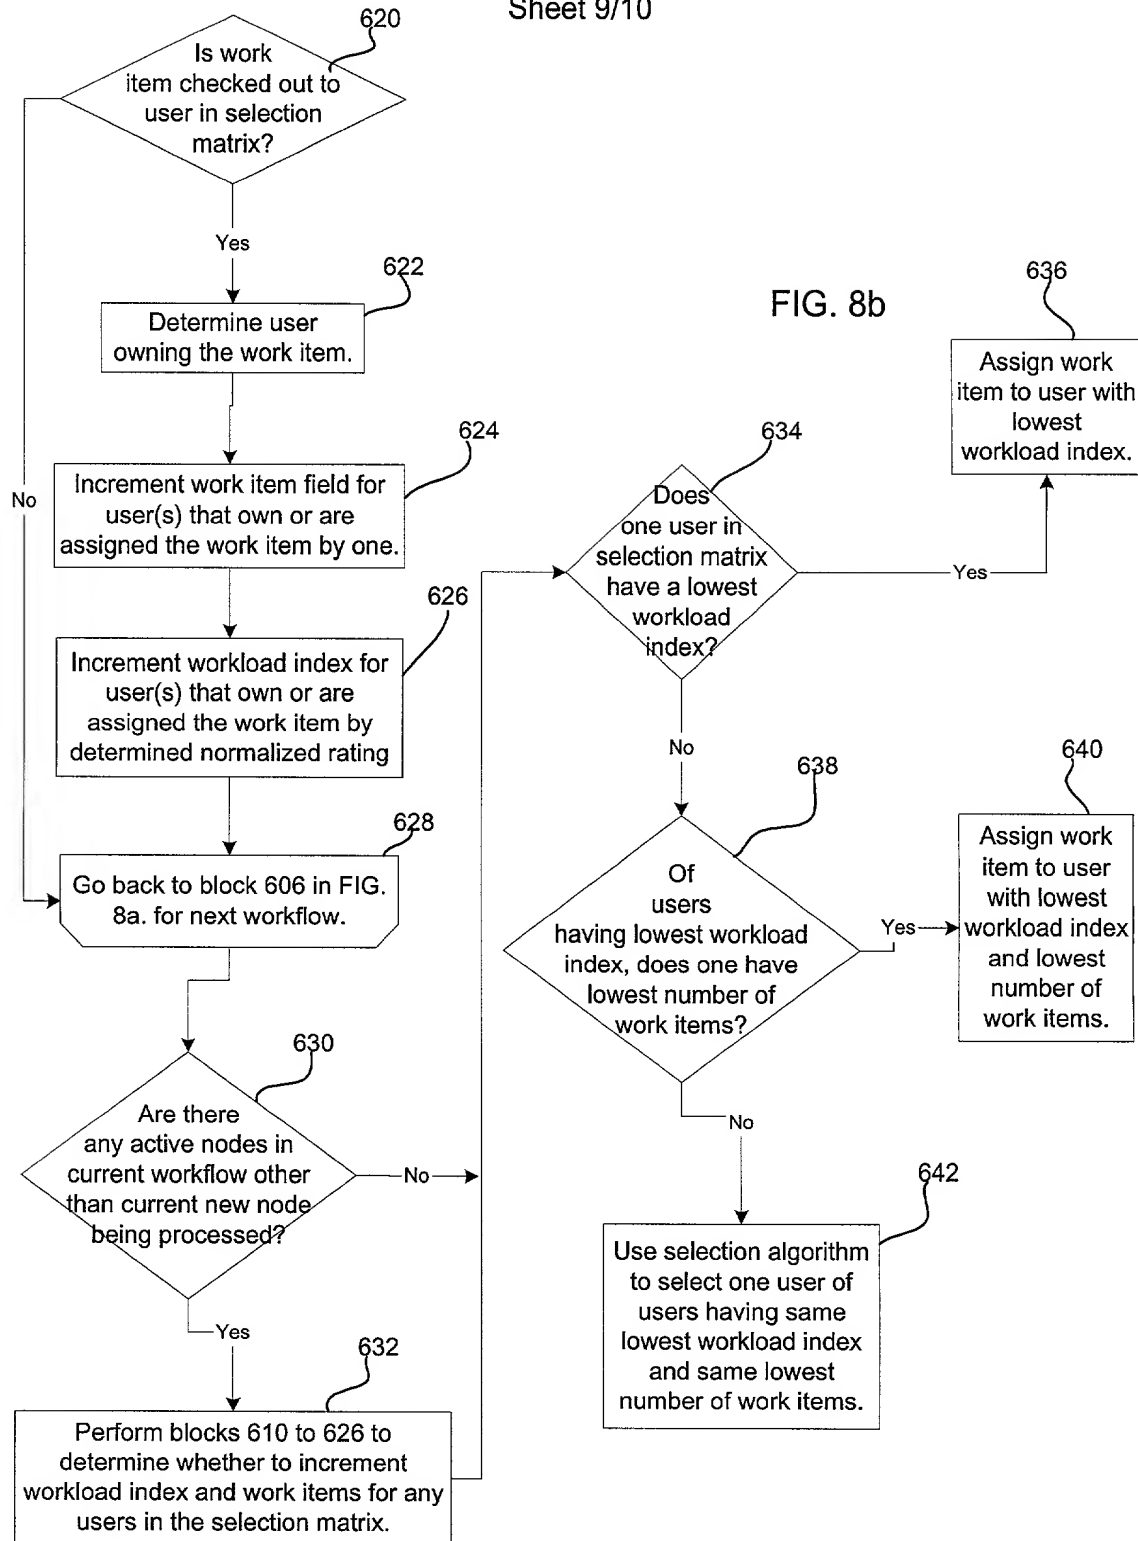 Sheet 9/10
620
Is work
item checked out to
user in selection
matrix?
Yes
No
622
Determine user
owning the work item.
624
Increment work item field for
user(s) that own or are
assigned the work item by one.
626
Increment workload index for
user(s) that own or are
assigned the work item by
determined normalized rating
628
Go back to block 606 in FIG.
8a. for next workflow.
630
Are there
any active nodes in
current workflow other
than current new node
being processed?
No
Yes
632
Perform blocks 610 to 626 to
determine whether to increment
workload index and work items for any
users in the selection matrix.
FIG. 8b
634
Does
one user in
selection matrix
have a lowest
workload
index?
Yes
No
636
Assign work
item to user with
lowest
workload index.
638
Of
users
having lowest workload
index, does one have
lowest number of
work items?
Yes
No
640
Assign work
item to user
with lowest
workload index
and lowest
number of
work items.
642
Use selection algorithm
to select one user of
users having same
lowest workload index
and same lowest
number of work items.